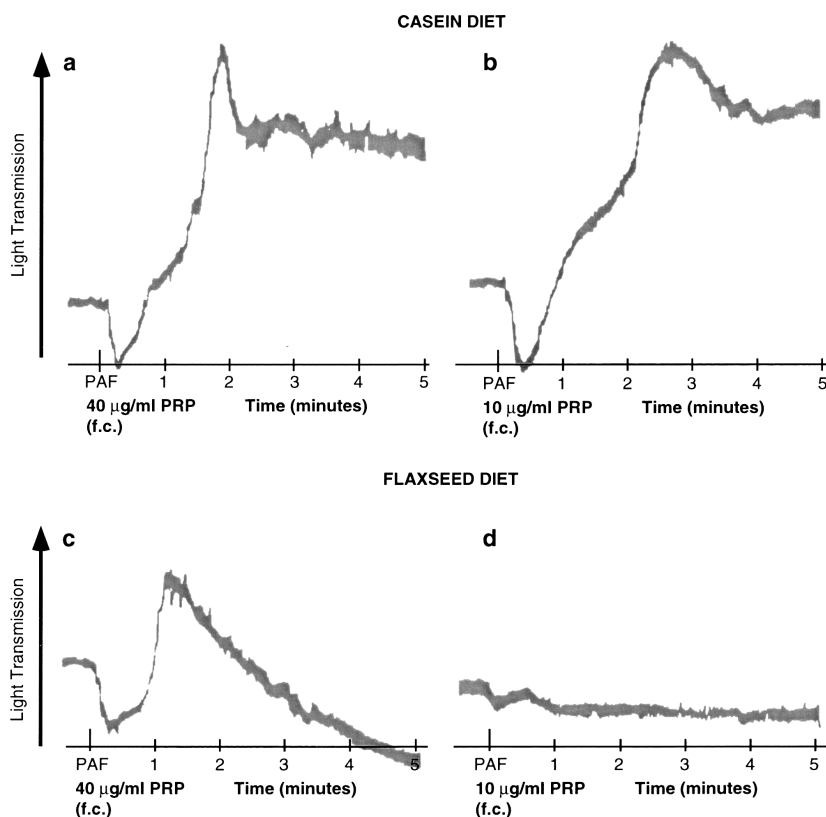 CASEIN DIET
a
b
Light Transmission
PAF 1 2 3 4 5
40 μg/ml PRP Time (minutes)
(f.c.)
PAF 1 2 3 4 5
10 μg/ml PRP Time (minutes)
(f.c.)
FLAXSEED DIET
c
d
Light Transmission
PAF 1 2 3 4 5
40 μg/ml PRP Time (minutes)
(f.c.)
PAF 1 2 3 4 5
10 μg/ml PRP Time (minutes)
(f.c.)